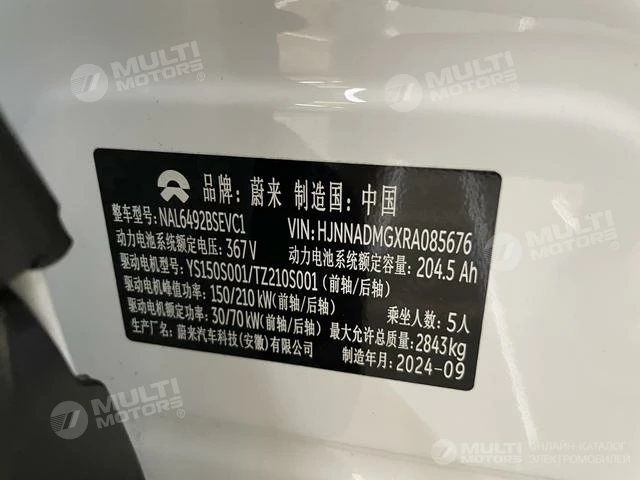 MULTI MOTORS®
MULTI MOTORS®
品牌: 蔚来 制造国: 中国
整车型号: NAL6492BSEVC1 VIN: HJNNADMGXRA085676
动力电池系统额定电压: 367V 动力电池系统额定容量: 204.5 Ah
驱动电机型号: YS150S001/TZ210S001 (前轴/后轴)
驱动电机峰值功率: 150/210 kW (前轴/后轴) 乘坐人数: 5人
驱动电机额定功率: 30/70 kW (前轴/后轴) 最大允许总质量: 2843kg
生产厂名: 蔚来汽车科技(安徽)有限公司 制造年月: 2024-09
MULTI MOTORS®
MULTI MOTORS® ОНЛАЙН-КАТАЛОГ ЭЛЕКТРОМОБИЛЕЙ